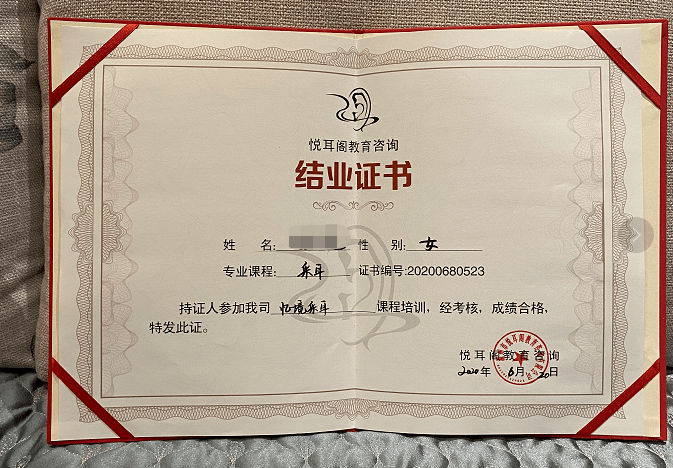 悦耳阁教育咨询
结业证书
姓 名: 性 别: 女
专业课程: 采耳 证书编号:20200680523
持证人参加我司 采耳 课程培训，经考核，成绩合格，
特发此证。
悦耳阁教育咨询
2020年 6月 20日